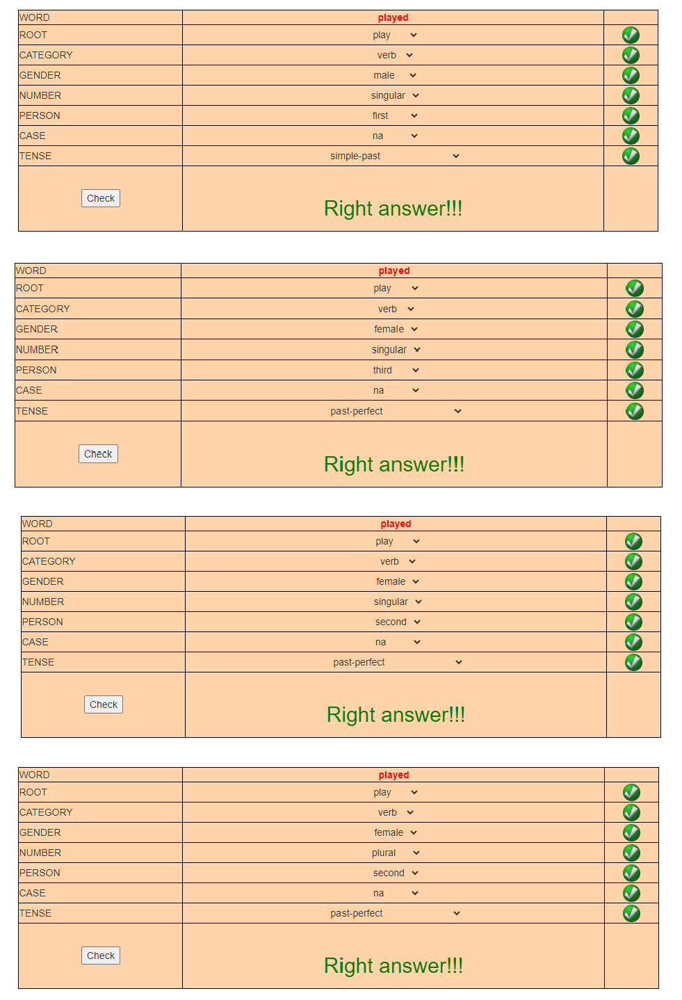 WORD played
ROOT play
CATEGORY verb
GENDER male
NUMBER singular
PERSON first
CASE na
TENSE simple-past
Check Right answer!!!
WORD played
ROOT play
CATEGORY verb
GENDER female
NUMBER singular
PERSON third
CASE na
TENSE past-perfect
Check Right answer!!!
WORD played
ROOT play
CATEGORY verb
GENDER female
NUMBER singular
PERSON second
CASE na
TENSE past-perfect
Check Right answer!!!
WORD played
ROOT play
CATEGORY verb
GENDER female
NUMBER plural
PERSON second
CASE na
TENSE past-perfect
Check Right answer!!!